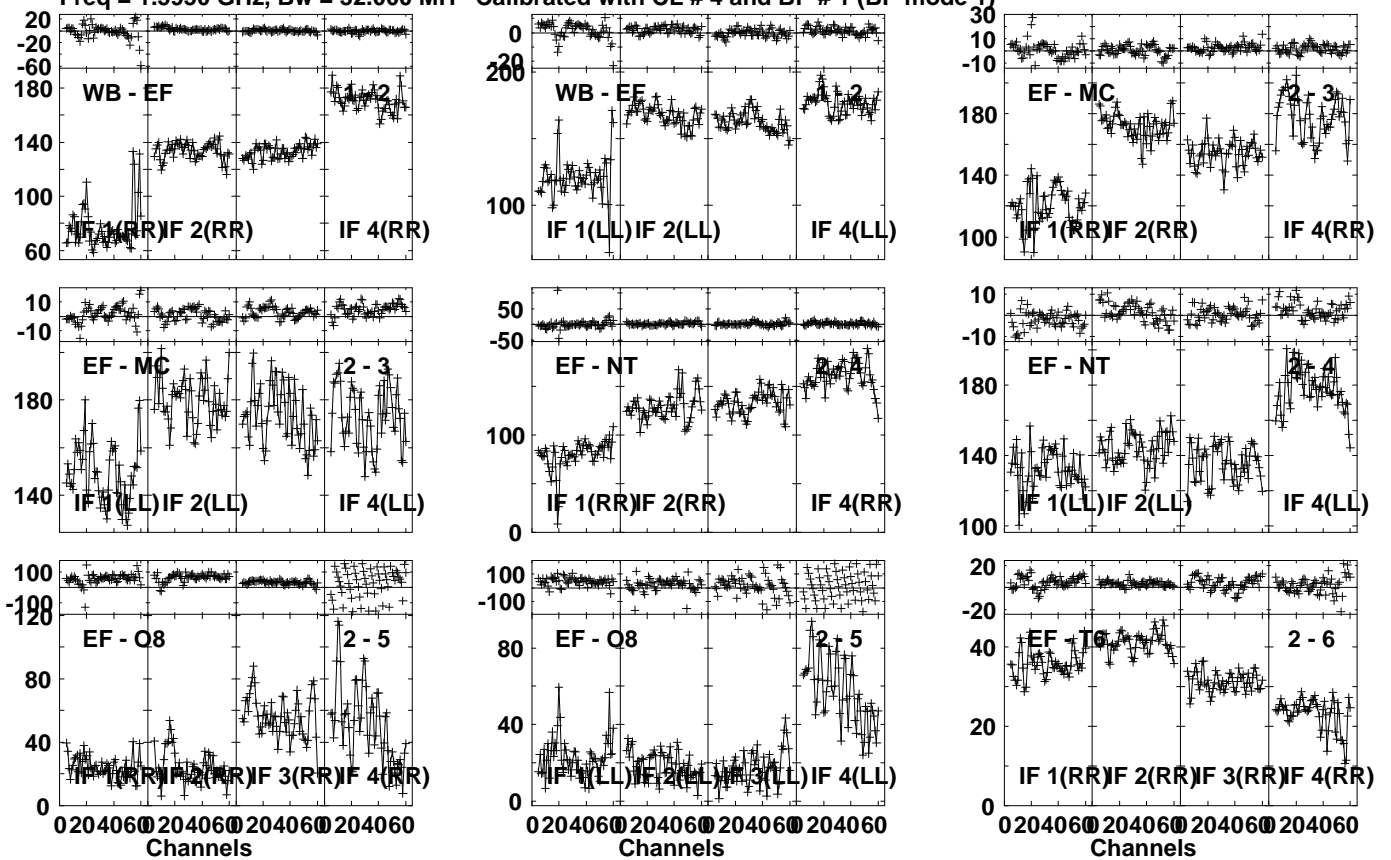 Freq = 1.5950 GHz, Bw = 32.000 MH Calibrated with CL # 4 and BP # 1 (BP mode 1)
20
-20
-60
180
140
100
60
WB - EF
1 - 2
IF 1(RR)
IF 2(RR)
IF 4(RR)
0
-20
200
100
WB - EF
1 - 2
IF 1(LL)
IF 2(LL)
IF 4(LL)
30
10
-10
180
140
100
EF - MC
2 - 3
IF 1(RR)
IF 2(RR)
IF 4(RR)
10
-10
180
140
EF - MC
2 - 3
IF 1(LL)
IF 2(LL)
IF 4(LL)
50
-50
100
0
EF - NT
2 - 4
IF 1(RR)
IF 2(RR)
IF 4(RR)
10
-10
180
140
100
EF - NT
2 - 4
IF 1(LL)
IF 2(LL)
IF 4(LL)
100
-100
120
80
40
0
EF - O8
2 - 5
IF 1(RR)
IF 2(RR)
IF 3(RR)
IF 4(RR)
0 20 40 60 0 20 40 60 0 20 40 60 0 20 40 60
Channels
100
-100
80
40
0
EF - O8
2 - 5
IF 1(LL)
IF 2(LL)
IF 3(LL)
IF 4(LL)
0 20 40 60 0 20 40 60 0 20 40 60 0 20 40 60
Channels
20
-20
40
20
0
EF - T6
2 - 6
IF 1(RR)
IF 2(RR)
IF 3(RR)
IF 4(RR)
0 20 40 60 0 20 40 60 0 20 40 60 0 20 40 60
Channels